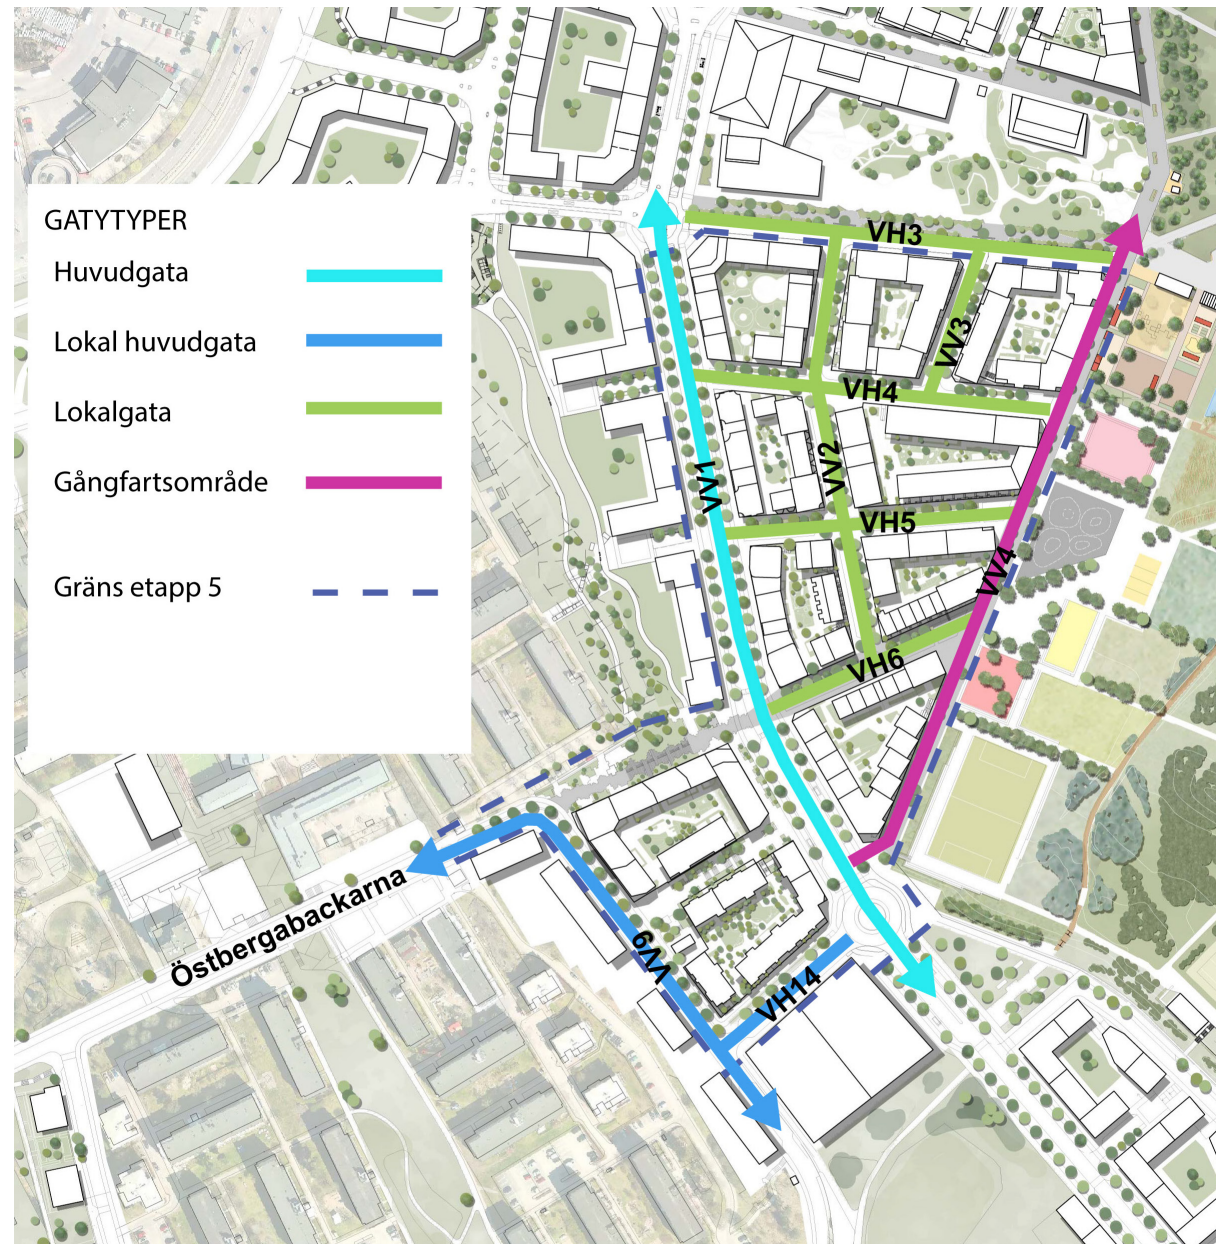 GATYTYPER
Huvudgata
Lokal huvudgata
Lokalgata
Gångfartsområde
Gräns etapp 5
VH3
VV3
VH4
VV1
VV2
VH5
VV4
VH6
Östbergabackarna
VV9
VH14